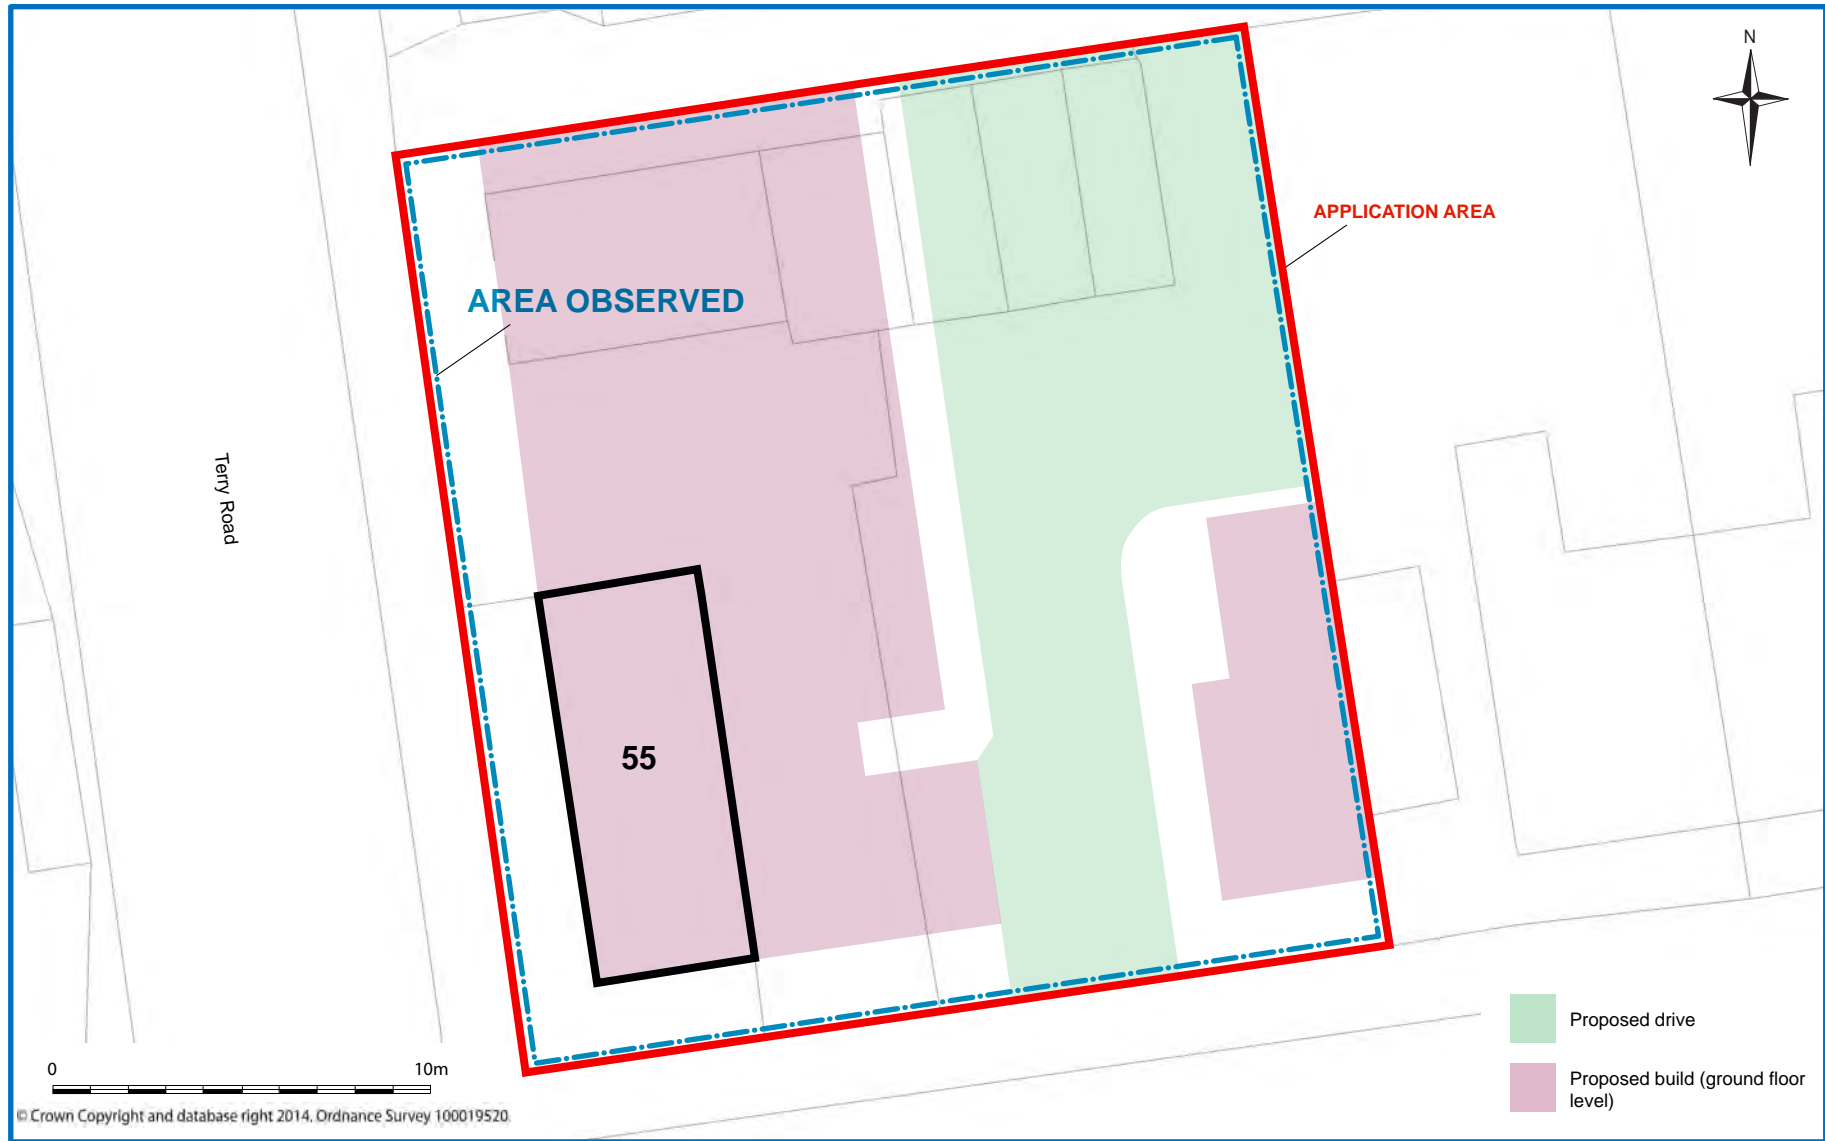 N
APPLICATION AREA
AREA OBSERVED
Terry Road
55
Proposed drive
0 10m
Proposed build (ground floor
level)
© Crown Copyright and database right 2014. Ordnance Survey 100019520.